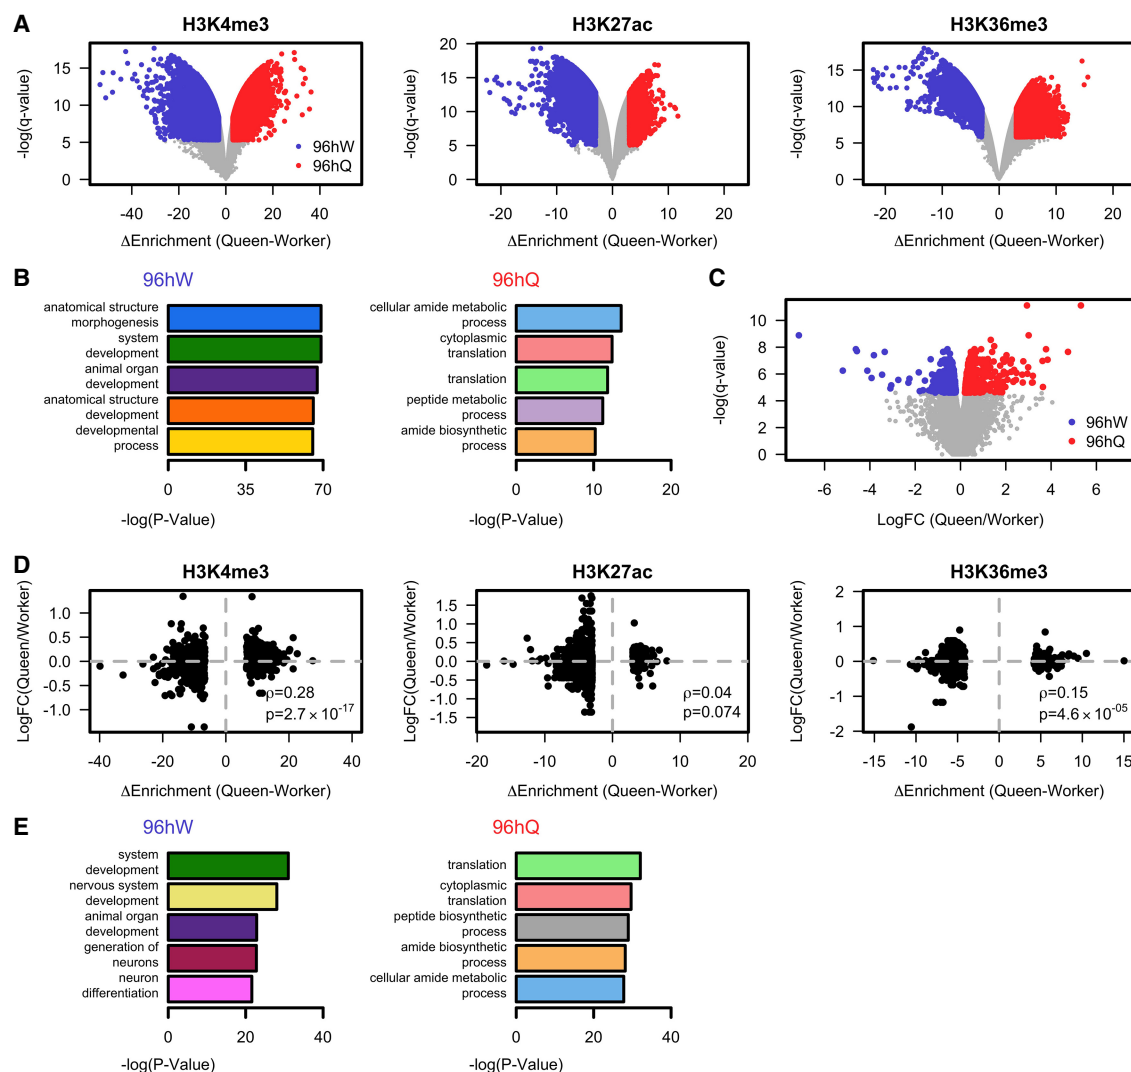 A
H3K4me3
H3K27ac
H3K36me3
-log(q-value)
15
10
5
0
-40 -20 0 20 40
ΔEnrichment (Queen-Worker)
96hW
96hQ
-log(q-value)
20
15
10
5
0
-20 -10 0 10 20
ΔEnrichment (Queen-Worker)
-log(q-value)
15
10
5
0
-20 -10 0 10 20
ΔEnrichment (Queen-Worker)
B
96hW
anatomical structure
morphogenesis
system
development
animal organ
development
anatomical structure
development
developmental
process
0 35 70
-log(P-Value)
96hQ
cellular amide metabolic
process
cytoplasmic
translation
translation
peptide metabolic
process
amide biosynthetic
process
0 10 20
-log(P-Value)
C
-log(q-value)
10
8
6
4
2
0
96hW
96hQ
-6 -4 -2 0 2 4 6
LogFC (Queen/Worker)
D
H3K4me3
LogFC(Queen/Worker)
1.0
0.5
0.0
-0.5
-1.0
ρ=0.28
p=2.7 × 10-17
-40 -20 0 20 40
ΔEnrichment (Queen-Worker)
H3K27ac
LogFC(Queen/Worker)
1.5
1.0
0.5
0.0
-0.5
-1.0
-1.5
ρ=0.04
p=0.074
-20 -10 0 10 20
ΔEnrichment (Queen-Worker)
H3K36me3
LogFC(Queen/Worker)
2
1
0
-1
-2
ρ=0.15
p=4.6 × 10-05
-15 -10 -5 0 5 10 15
ΔEnrichment (Queen-Worker)
E
96hW
system
development
nervous system
development
animal organ
development
generation of
neurons
neuron
differentiation
0 20 40
-log(P-Value)
96hQ
translation
cytoplasmic
translation
peptide biosynthetic
process
amide biosynthetic
process
cellular amide metabolic
process
0 20 40
-log(P-Value)